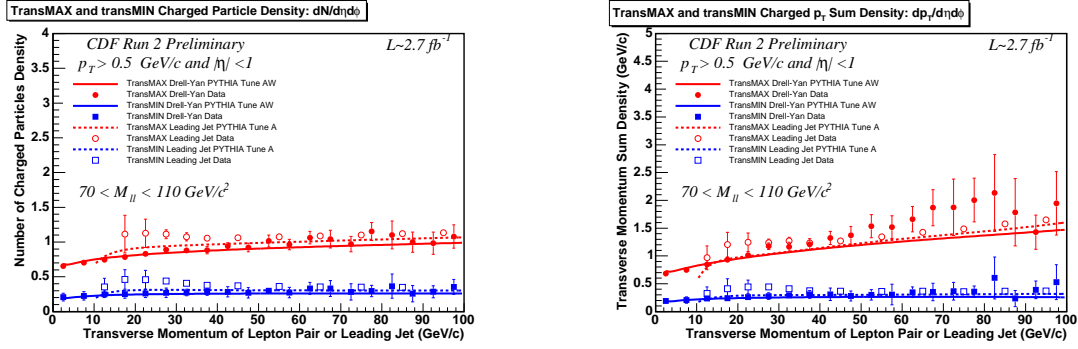 TransMAX and transMIN Charged Particle Density: dN/dηdϕ
Number of Charged Particles Density
4
3.5
3
2.5
2
1.5
1
0.5
0
CDF Run 2 Preliminary
L~2.7 fb⁻¹
p_T > 0.5 GeV/c and |η| <1
TransMAX Drell-Yan PYTHIA Tune AW
TransMAX Drell-Yan Data
TransMIN Drell-Yan PYTHIA Tune AW
TransMIN Drell-Yan Data
TransMAX Leading Jet PYTHIA Tune A
TransMAX Leading Jet Data
TransMIN Leading Jet PYTHIA Tune A
TransMIN Leading Jet Data
70 < M_ll < 110 GeV/c²
0 10 20 30 40 50 60 70 80 90 100
Transverse Momentum of Lepton Pair or Leading Jet (GeV/c)
TransMAX and transMIN Charged p_T Sum Density: dp_T/dηdϕ
Transverse Momentum Sum Density (GeV/c)
5
4.5
4
3.5
3
2.5
2
1.5
1
0.5
0
CDF Run 2 Preliminary
L~2.7 fb⁻¹
p_T > 0.5 GeV/c and |η| <1
TransMAX Drell-Yan PYTHIA Tune AW
TransMAX Drell-Yan Data
TransMIN Drell-Yan PYTHIA Tune AW
TransMIN Drell-Yan Data
TransMAX Leading Jet PYTHIA Tune A
TransMAX Leading Jet Data
TransMIN Leading Jet PYTHIA Tune A
TransMIN Leading Jet Data
70 < M_ll < 110 GeV/c²
0 10 20 30 40 50 60 70 80 90 100
Transverse Momentum of Lepton Pair or Leading Jet (GeV/c)